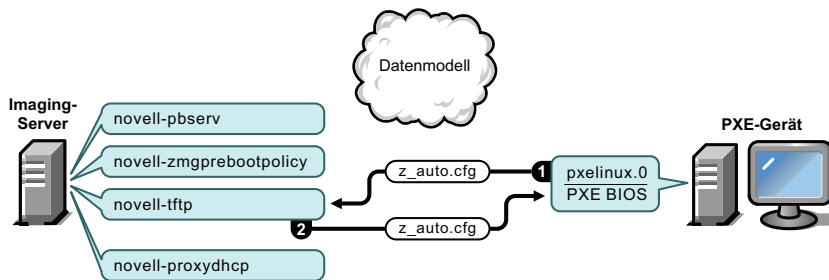 Datenmodell
Imaging-
Server
novell-pbserv
novell-zmgprebootpolicy
novell-tftp
novell-proxydhcp
z_auto.cfg
1
2
z_auto.cfg
pxelinux.0
PXE BIOS
PXE-Gerät